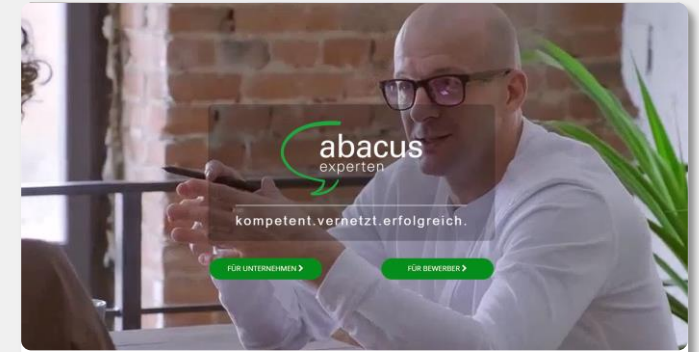 abacus
experten
kompetent.vernetzt.erfolgreich.
FÜR UNTERNEHMEN
FÜR BEWERBER